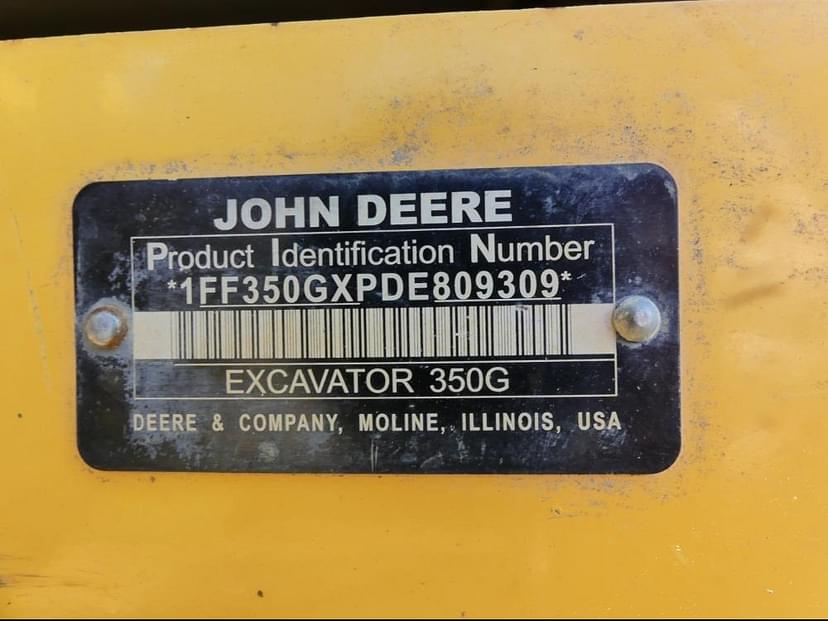 JOHN DEERE
Product Identification Number
*1FF350GXPDE809309*
EXCAVATOR 350G
DEERE & COMPANY, MOLINE, ILLINOIS, USA